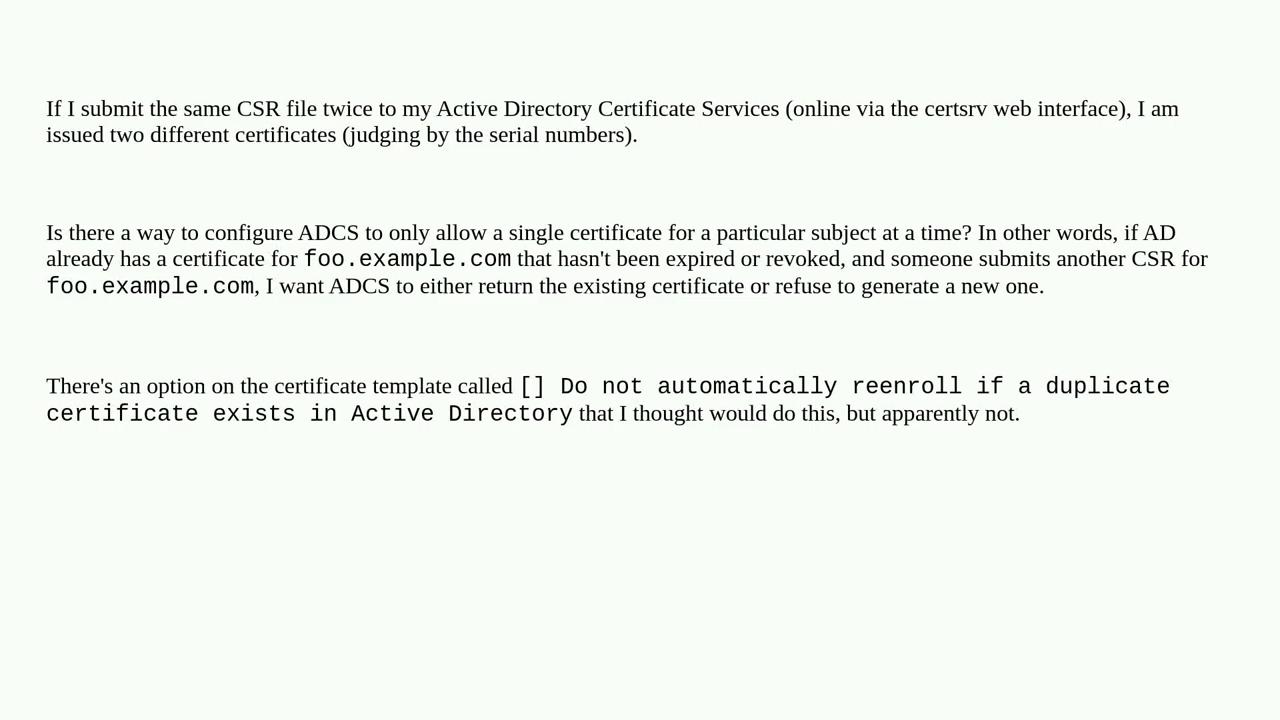 If I submit the same CSR file twice to my Active Directory Certificate Services (online via the certsrv web interface), I am
issued two different certificates (judging by the serial numbers).
Is there a way to configure ADCS to only allow a single certificate for a particular subject at a time? In other words, if AD
already has a certificate for foo.example.com that hasn't been expired or revoked, and someone submits another CSR for
foo.example.com, I want ADCS to either return the existing certificate or refuse to generate a new one.
There's an option on the certificate template called [] Do not automatically reenroll if a duplicate
certificate exists in Active Directory that I thought would do this, but apparently not.